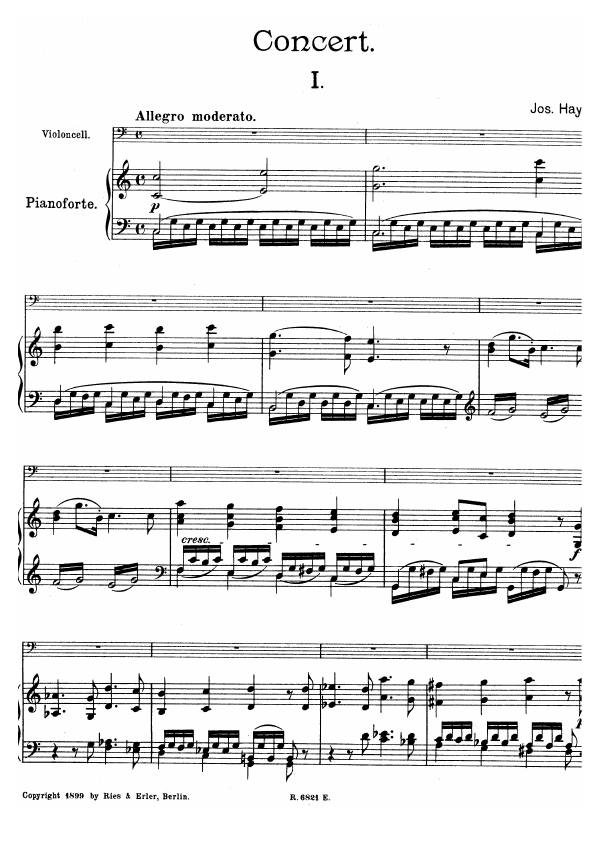 Concert.
I.
Jos. Hay
Allegro moderato.
Violoncell.
Pianoforte.
p
cresc.
f
Copyright 1899 by Ries & Erler, Berlin.
R. 6821 E.